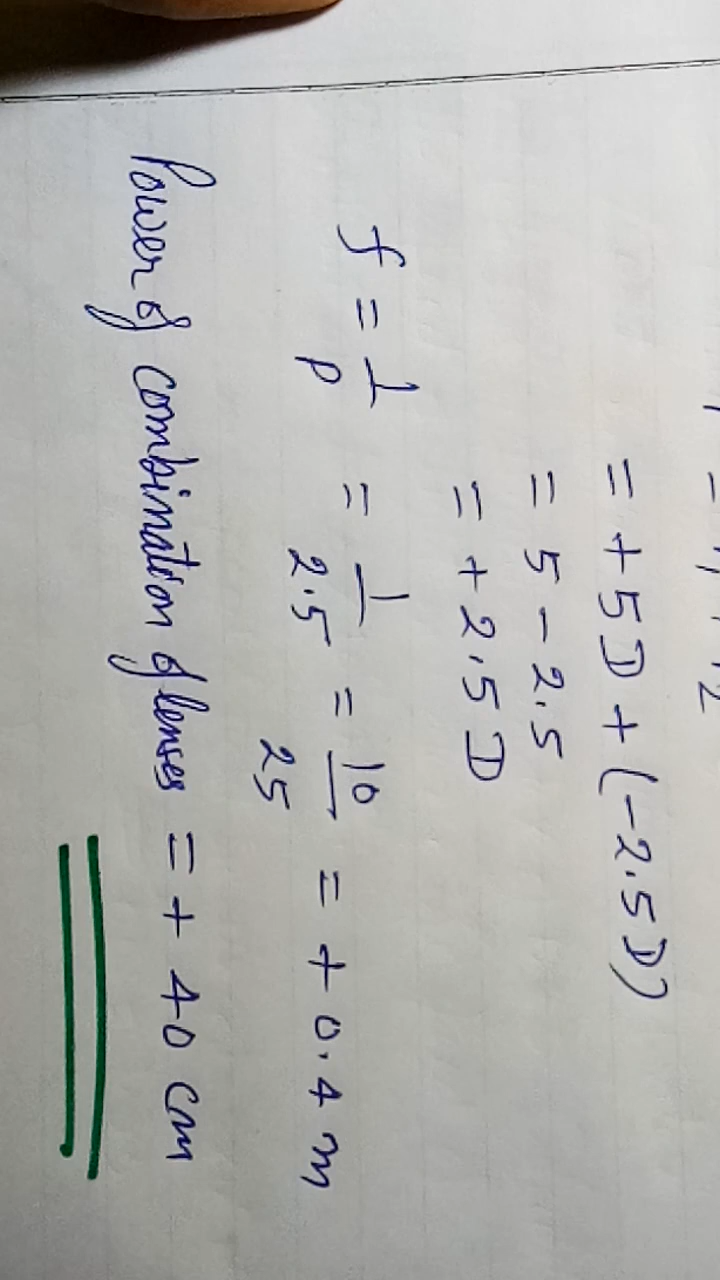 = + 5D + (-2.5D)
= 5 - 2.5
= + 2.5 D
f = 1/P = 1/2.5 = 10/25 = + 0.4 m
Power of combination of lenses = + 40 cm